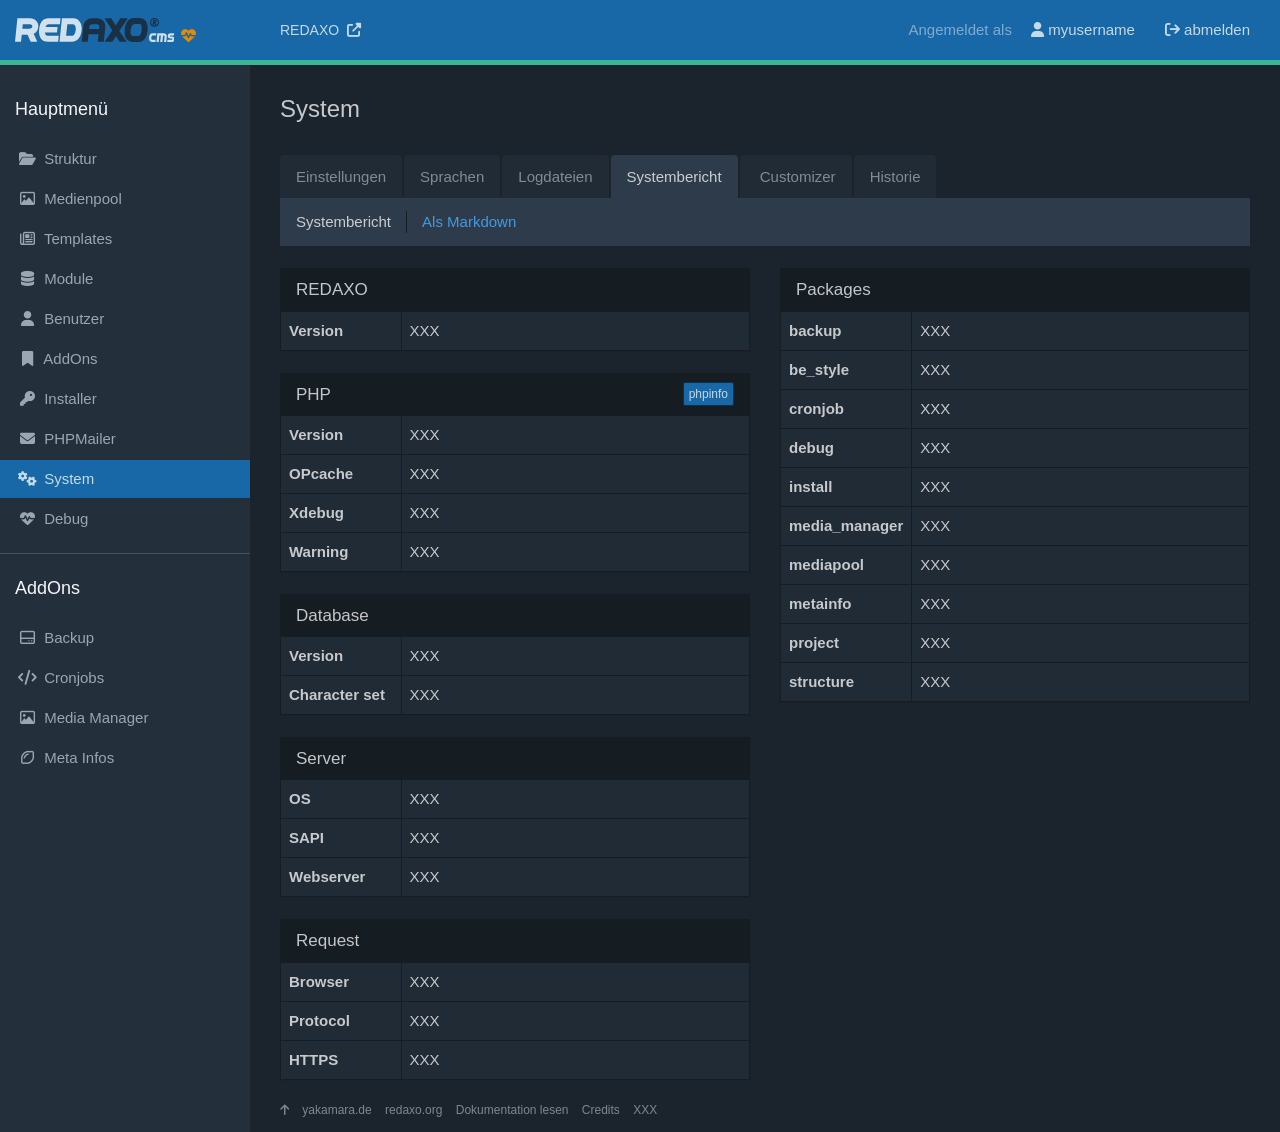 REDAXO® cms
REDAXO
Angemeldet als myusername abmelden
Hauptmenü
Struktur
Medienpool
Templates
Module
Benutzer
AddOns
Installer
PHPMailer
System
Debug
AddOns
Backup
Cronjobs
Media Manager
Meta Infos
System
Einstellungen Sprachen Logdateien Systembericht Customizer Historie
Systembericht Als Markdown
REDAXO
Version XXX
PHP phpinfo
Version XXX
OPcache XXX
Xdebug XXX
Warning XXX
Database
Version XXX
Character set XXX
Server
OS XXX
SAPI XXX
Webserver XXX
Request
Browser XXX
Protocol XXX
HTTPS XXX
Packages
backup XXX
be_style XXX
cronjob XXX
debug XXX
install XXX
media_manager XXX
mediapool XXX
metainfo XXX
project XXX
structure XXX
yakamara.de redaxo.org Dokumentation lesen Credits XXX